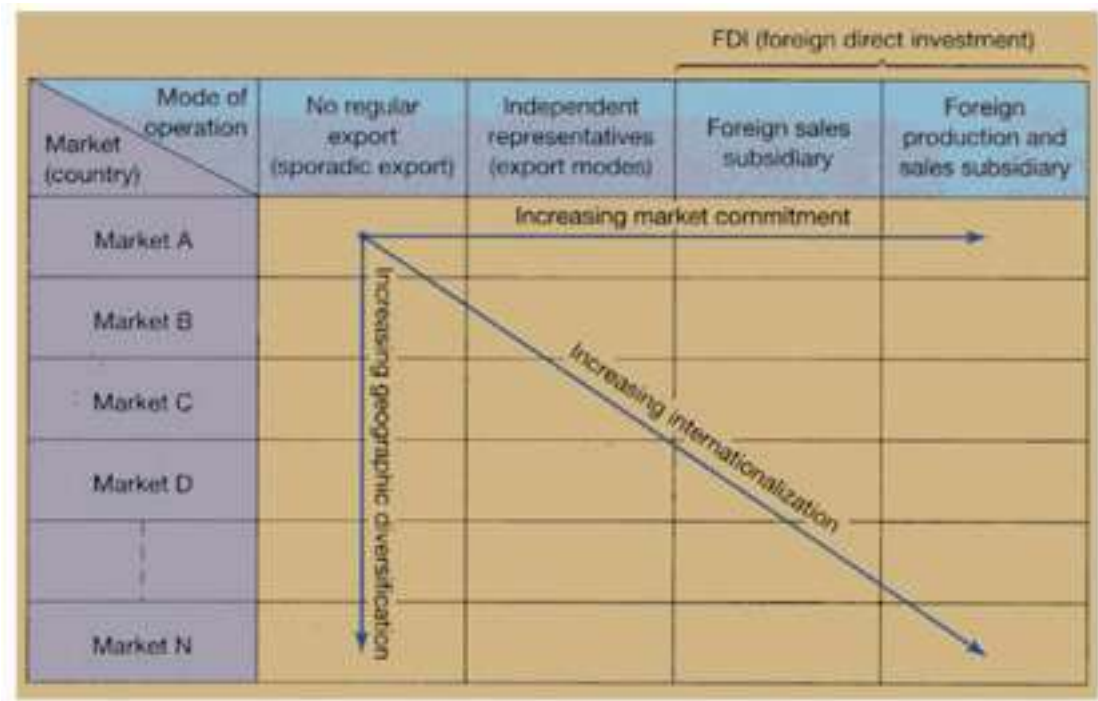 FDI (foreign direct investment)
Mode of
operation
Market
(country)
No regular
export
(sporadic export)
Independent
representatives
(export modes)
Foreign sales
subsidiary
Foreign
production and
sales subsidiary
Market A
Increasing market commitment
Market B
Market C
Market D
Market N
Increasing geographic diversification
Increasing internationalization